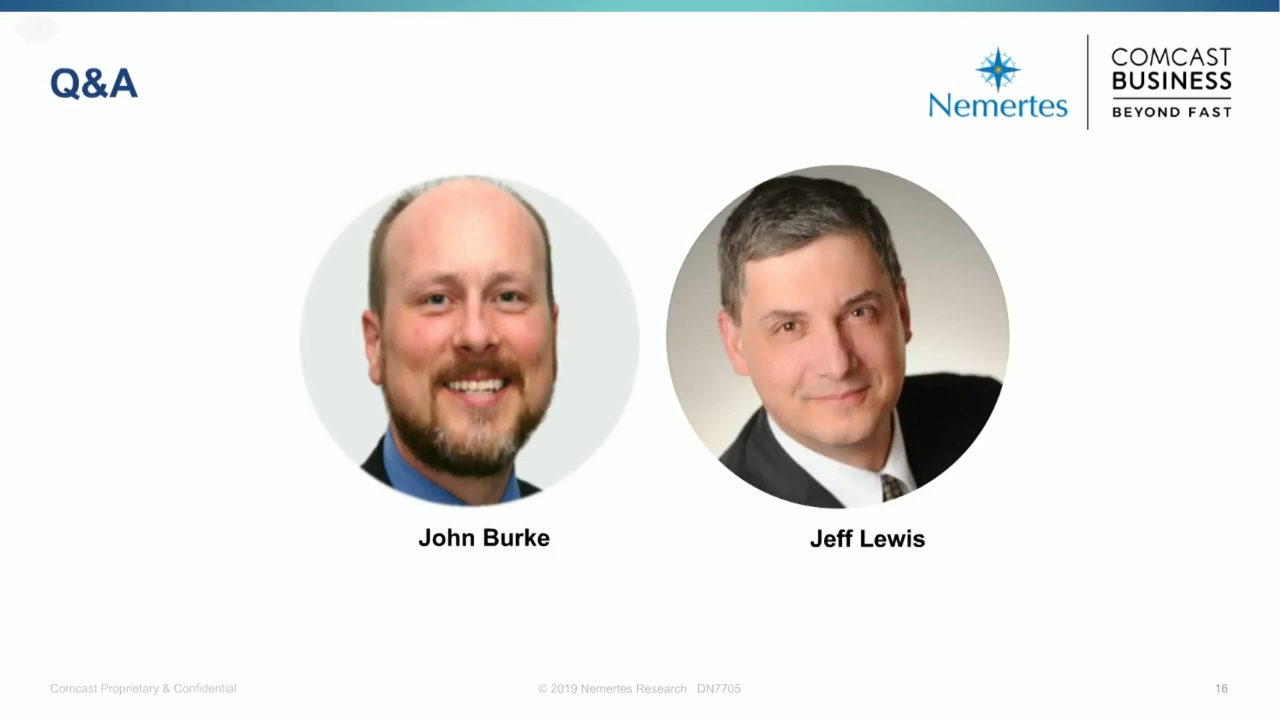 Q&A
Nemertes
COMCAST
BUSINESS
BEYOND FAST
John Burke
Jeff Lewis
Comcast Proprietary & Confidential
© 2019 Nemertes Research DN7705
16